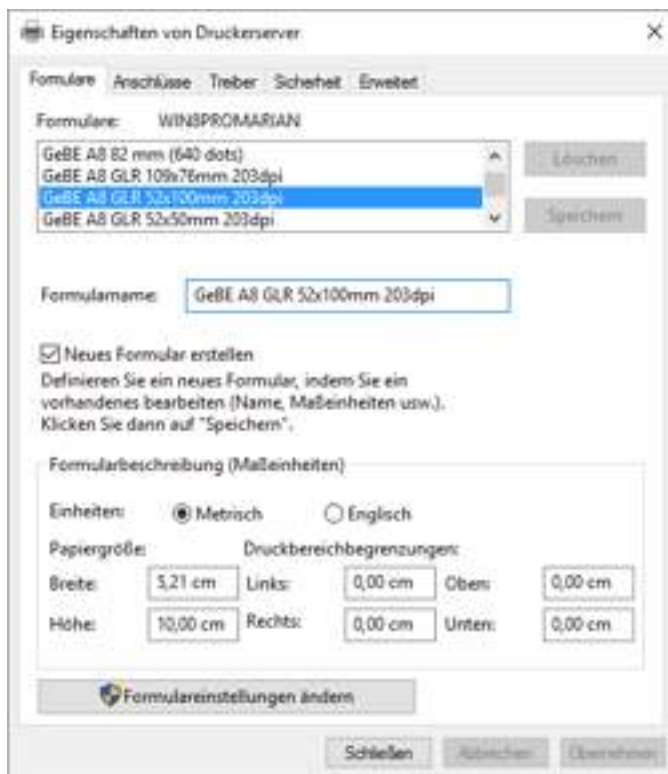 Eigenschaften von Druckerserver
Formulare Anschlüsse Treiber Sicherheit Erweitert
Formulare: WIN8PROMARIAN
GeBE A8 82 mm (640 dots)
GeBE A8 GLR 109x76mm 203dpi
GeBE A8 GLR 52x100mm 203dpi
GeBE A8 GLR 52x50mm 203dpi
Löschen
Speichern
Formularname: GeBE A8 GLR 52x100mm 203dpi
Neues Formular erstellen
Definieren Sie ein neues Formular, indem Sie ein
vorhandenes bearbeiten (Name, Maßeinheiten usw.).
Klicken Sie dann auf "Speichern".
Formularbeschreibung (Maßeinheiten)
Einheiten: Metrisch Englisch
Papiergröße: Druckbereichbegrenzungen:
Breite: 5,21 cm Links: 0,00 cm Oben: 0,00 cm
Höhe: 10,00 cm Rechts: 0,00 cm Unten: 0,00 cm
Formulareinstellungen ändern
Schließen Abbrechen Übernehmen